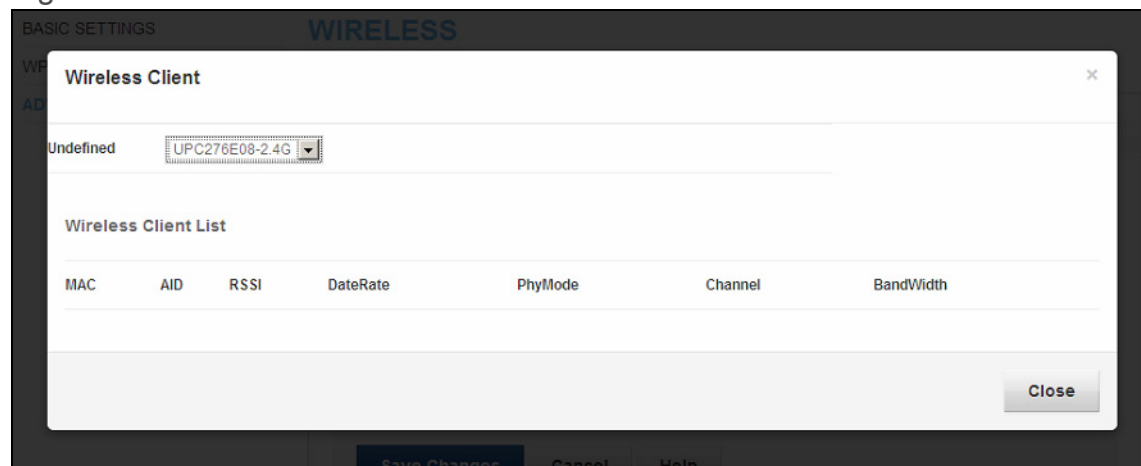 BASIC SETTINGS
WIRELESS
Wireless Client
×
Undefined
UPC276E08-2.4G
Wireless Client List
MAC AID RSSI DateRate PhyMode Channel BandWidth
Close
Save Changes Cancel Help